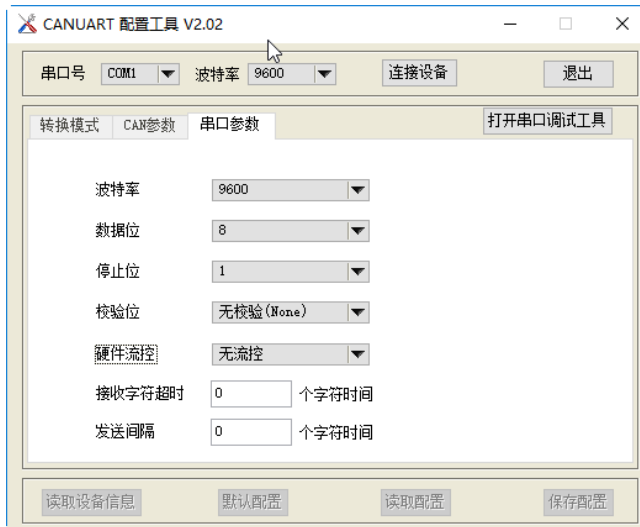 CANUART 配置工具 V2.02
串口号 COM1 波特率 9600 连接设备 退出
打开串口调试工具
转换模式 CAN参数 串口参数
波特率 9600
数据位 8
停止位 1
校验位 无校验(None)
硬件流控 无流控
接收字符超时 0 个字符时间
发送间隔 0 个字符时间
读取设备信息 默认配置 读取配置 保存配置